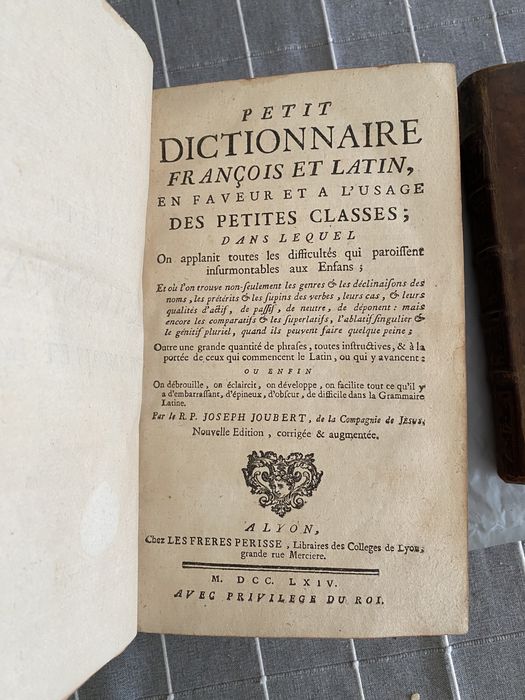 PETIT
DICTIONNAIRE
FRANÇOIS ET LATIN,
EN FAVEUR ET A L'USAGE
DES PETITES CLASSES;
DANS LEQUEL
On applanit toutes les difficultés qui paroiſſent
inſurmontables aux Enfans;
Et où l'on trouve non-ſeulement les genres & les déclinaiſons des
noms, les prétérits & les ſupins des verbes, leurs cas, & leurs
qualités d'actif, de paſſif, de neutre, de déponent: mais
encore les comparatifs & les ſuperlatifs, l'ablatif ſingulier &
le génitif pluriel, quand ils peuvent faire quelque peine;
Outre une grande quantité de phraſes, toutes inſtructives, & à la
portée de ceux qui commencent le Latin, ou qui y avancent:
OU ENFIN
On débrouille, on éclaircit, on développe, on facilite tout ce qu'il y
a d'embarraſſant, d'épineux, d'obſcur, de difficile dans la Grammaire
Latine.
Par le R. P. JOSEPH JOUBERT, de la Compagnie de JESUS,
Nouvelle Edition, corrigée & augmentée.
A LYON,
Chez LES FRERES PERISSE, Libraires des Colleges de Lyon,
grande rue Merciere.
M. DCC. LXIV.
AVEC PRIVILEGE DU ROI.